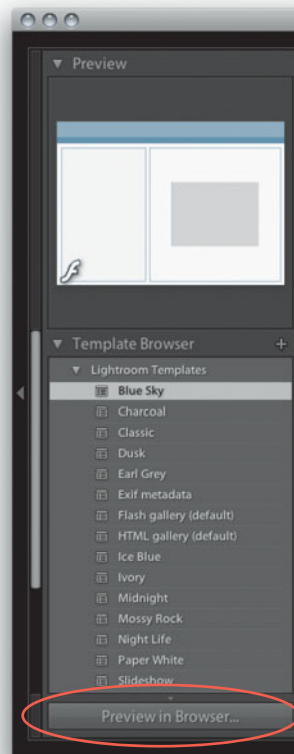 Preview
f
Template Browser +
Lightroom Templates
Blue Sky
Charcoal
Classic
Dusk
Earl Grey
Exif metadata
Flash gallery (default)
HTML gallery (default)
Ice Blue
Ivory
Midnight
Mossy Rock
Night Life
Paper White
Slideshow
Preview in Browser...